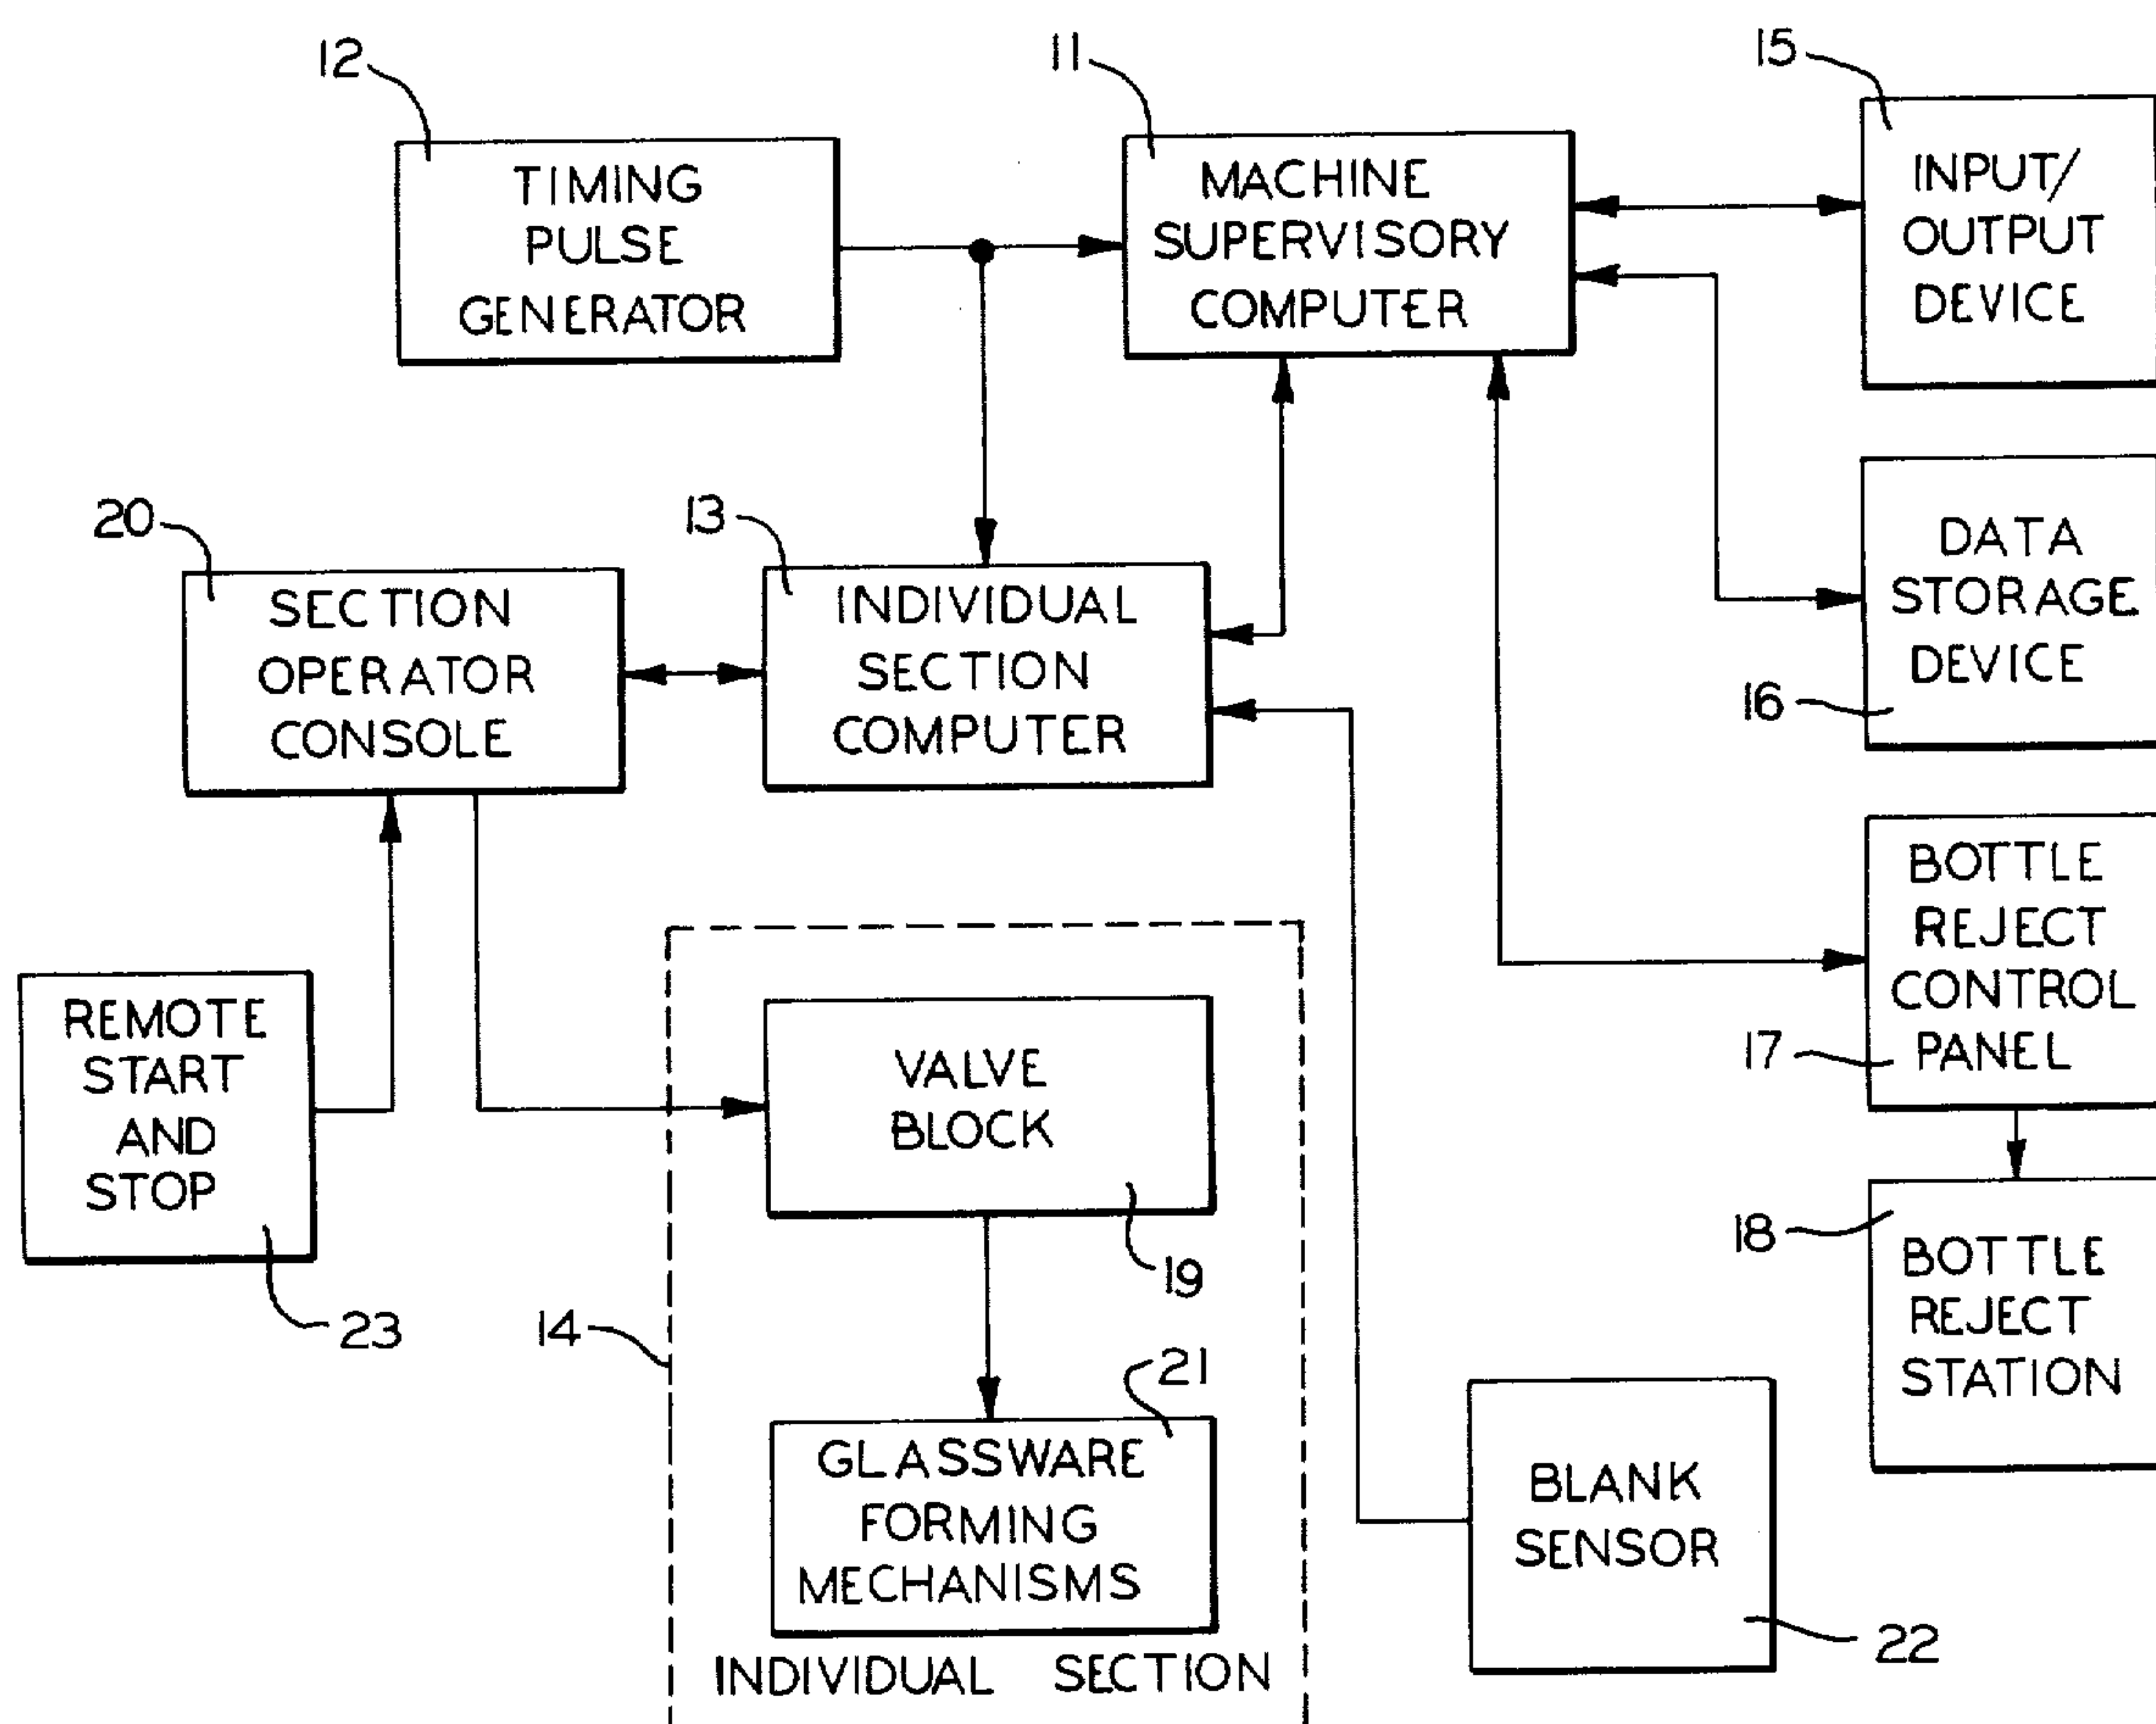 12
TIMING
PULSE
GENERATOR
11
MACHINE
SUPERVISORY
COMPUTER
15
INPUT/
OUTPUT
DEVICE
20
SECTION
OPERATOR
CONSOLE
13
INDIVIDUAL
SECTION
COMPUTER
DATA
STORAGE
DEVICE
16
BOTTLE
REJECT
CONTROL
PANEL
17
REMOTE
START
AND
STOP
23
VALVE
BLOCK
19
18
BOTTLE
REJECT
STATION
14
21
GLASSWARE
FORMING
MECHANISMS
INDIVIDUAL SECTION
BLANK
SENSOR
22